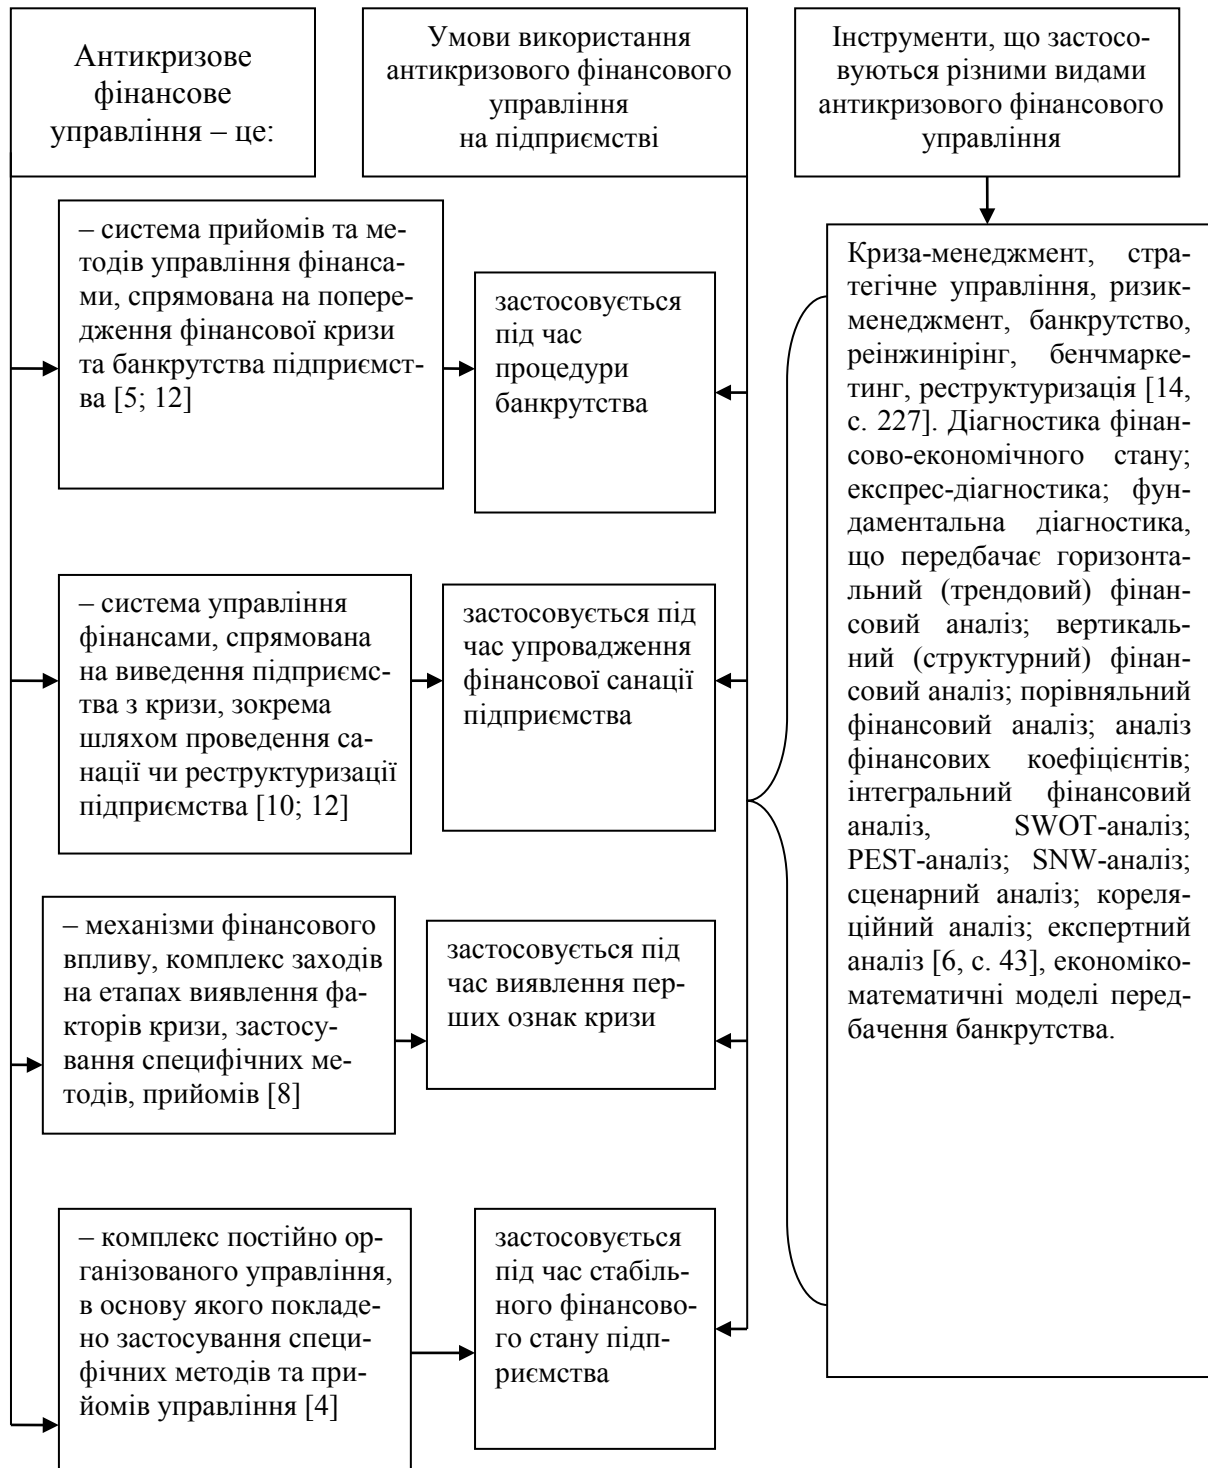 Антикризове
фінансове
управління – це:
Умови використання
антикризового фінансового
управління
на підприємстві
Інструменти, що застосо-
вуються різними видами
антикризового фінансового
управління
– система прийомів та ме-
тодів управління фінанса-
ми, спрямована на попере-
дження фінансової кризи
та банкрутства підприємст-
ва [5; 12]
застосовується
під час
процедури
банкрутства
– система управління
фінансами, спрямована
на виведення підприємс-
тва з кризи, зокрема
шляхом проведення са-
нації чи реструктуризації
підприємства [10; 12]
застосовується під
час упровадження
фінансової санації
підприємства
– механізми фінансового
впливу, комплекс заходів
на етапах виявлення фа-
кторів кризи, застосу-
вання специфічних ме-
тодів, прийомів [8]
застосовується під
час виявлення пер-
ших ознак кризи
– комплекс постійно ор-
ганізованого управління,
в основу якого покладе-
но застосування специ-
фічних методів та при-
йомів управління [4]
застосовується
під час стабіль-
ного фінансово-
го стану підп-
риємства
Криза-менеджмент, стра-
тегічне управління, ризик-
менеджмент, банкрутство,
реінжинірінг, бенчмарке-
тинг, реструктуризація [14,
с. 227]. Діагностика фінан-
сово-економічного стану;
експрес-діагностика; фун-
даментальна діагностика,
що передбачає горизонта-
льний (трендовий) фінан-
совий аналіз; вертикаль-
ний (структурний) фінан-
совий аналіз; порівняльний
фінансовий аналіз; аналіз
фінансових коефіцієнтів;
інтегральний фінансовий
аналіз, SWOT-аналіз;
PEST-аналіз; SNW-аналіз;
сценарний аналіз; кореля-
ційний аналіз; експертний
аналіз [6, с. 43], економіко-
математичні моделі перед-
бачення банкрутства.